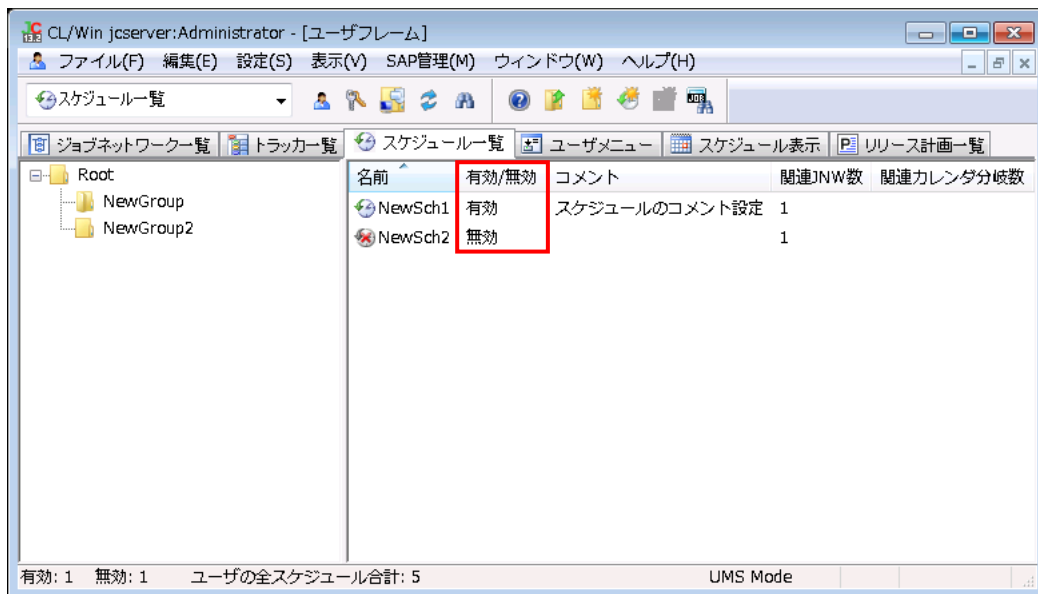 CL/Win jcserver:Administrator - [ユーザフレーム]
ファイル(F) 編集(E) 設定(S) 表示(V) SAP管理(M) ウィンドウ(W) ヘルプ(H)
スケジュール一覧
ジョブネットワーク一覧 トラッカ一覧 スケジュール一覧 ユーザメニュー スケジュール表示 リリース計画一覧
Root
NewGroup
NewGroup2
名前 有効/無効 コメント 関連JNW数 関連カレンダ分岐数
NewSch1 有効 スケジュールのコメント設定 1
NewSch2 無効 1
有効: 1 無効: 1 ユーザの全スケジュール合計: 5 UMS Mode